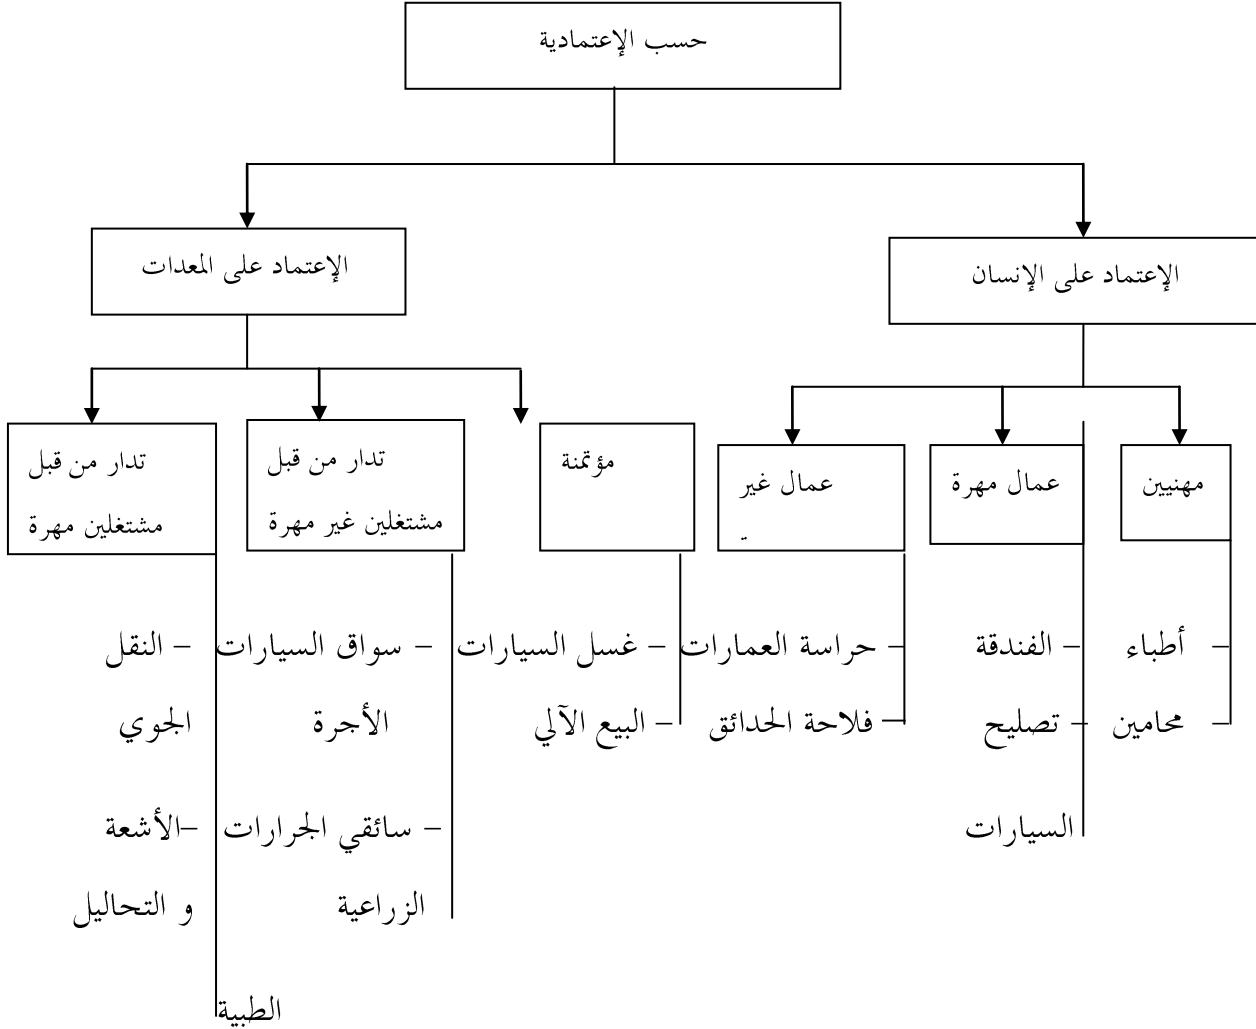 حسب الإعتمادية
الإعتماد على الإنسان
الإعتماد على المعدات
مهنيين
عمال مهرة
عمال غير
مؤتمنة
تدار من قبل
مشتغلين غير مهرة
تدار من قبل
مشتغلين مهرة
– أطباء
– محامين
– الفندقة
– تصليح
السيارات
– حراسة العمارات
– فلاحة الحدائق
– غسل السيارات
– البيع الآلي
– سواق السيارات
الأجرة
– سائقي الجرارات
الزراعية
– النقل
الجوي
–الأشعة
و التحاليل
الطبية